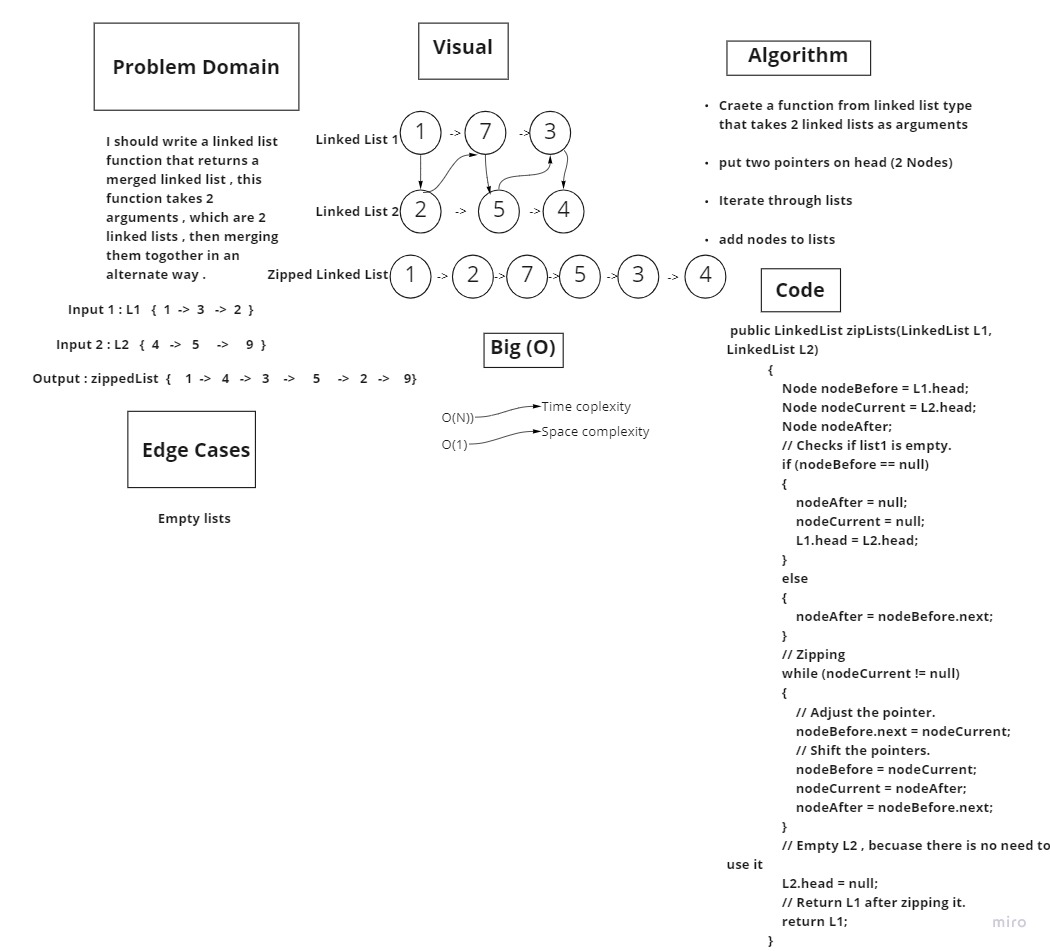 Problem Domain
I should write a linked list
function that returns a
merged linked list , this
function takes 2
arguments , which are 2
linked lists , then merging
them togother in an
alternate way .
Input 1 : L1 { 1 -> 3 -> 2 }
Input 2 : L2 { 4 -> 5 -> 9 }
Output : zippedList { 1 -> 4 -> 3 -> 5 -> 2 -> 9}
Edge Cases
Empty lists
Visual
Linked List 1 1 -> 7 -> 3
Linked List 2 2 -> 5 -> 4
Zipped Linked List 1 -> 2 -> 7 -> 5 -> 3 -> 4
Big (O)
O(N)) Time coplexity
O(1) Space complexity
Algorithm
• Craete a function from linked list type
that takes 2 linked lists as arguments
• put two pointers on head (2 Nodes)
• Iterate through lists
• add nodes to lists
Code
public LinkedList zipLists(LinkedList L1,
LinkedList L2)
{
Node nodeBefore = L1.head;
Node nodeCurrent = L2.head;
Node nodeAfter;
// Checks if list1 is empty.
if (nodeBefore == null)
{
nodeAfter = null;
nodeCurrent = null;
L1.head = L2.head;
}
else
{
nodeAfter = nodeBefore.next;
}
// Zipping
while (nodeCurrent != null)
{
// Adjust the pointer.
nodeBefore.next = nodeCurrent;
// Shift the pointers.
nodeBefore = nodeCurrent;
nodeCurrent = nodeAfter;
nodeAfter = nodeBefore.next;
}
// Empty L2 , becuase there is no need to
use it
L2.head = null;
// Return L1 after zipping it.
return L1;
}
miro